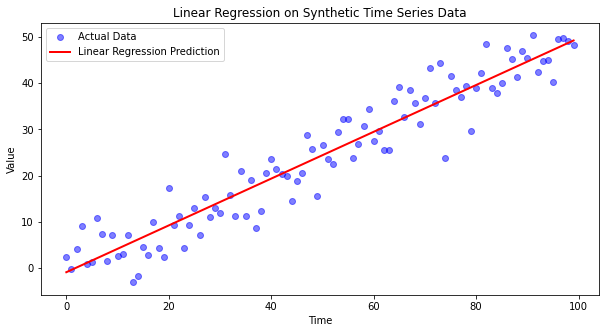 Linear Regression on Synthetic Time Series Data
Actual Data
Linear Regression Prediction
50
40
30
20
10
0
Value
0 20 40 60 80 100
Time